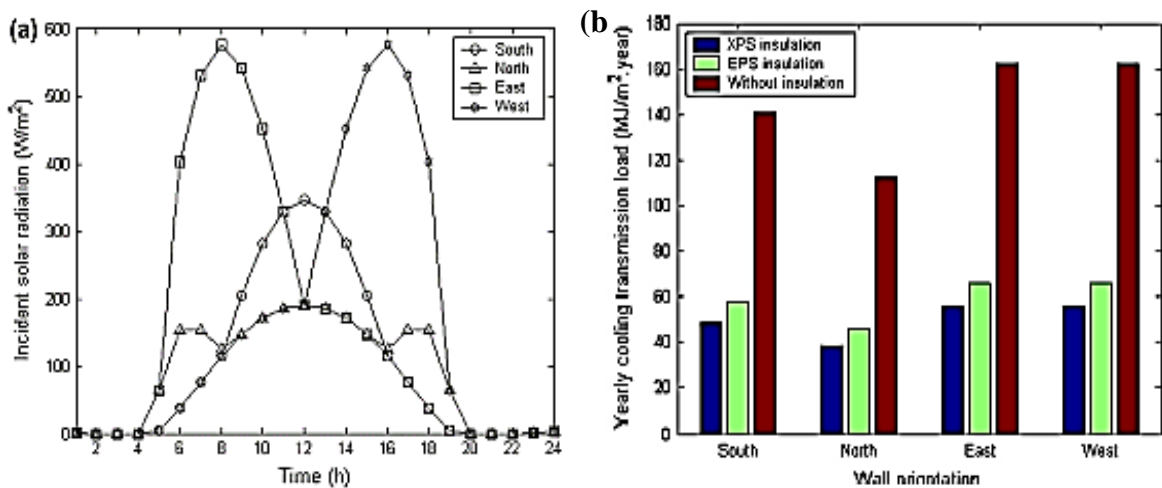 (a)
600
500
400
300
200
100
0
South
North
East
West
Incident solar radiation (W/m²)
2 4 6 8 10 12 14 16 18 20 22 24
Time (h)
(b)
180
160
140
120
100
80
60
40
20
0
XPS insulation
EPS insulation
Without insulation
Yearly cooling transmission load (MJ/m².year)
South North East West
Wall orientation